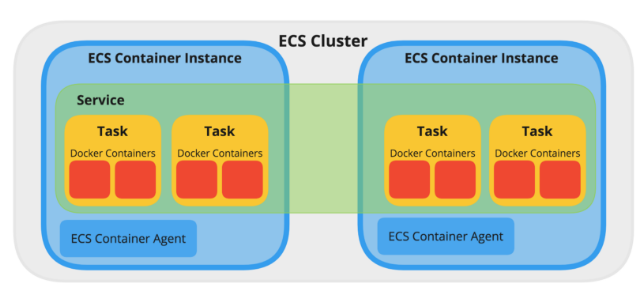 ECS Cluster
ECS Container Instance
ECS Container Instance
Service
Task
Task
Task
Task
Docker Containers
Docker Containers
Docker Containers
Docker Containers
ECS Container Agent
ECS Container Agent